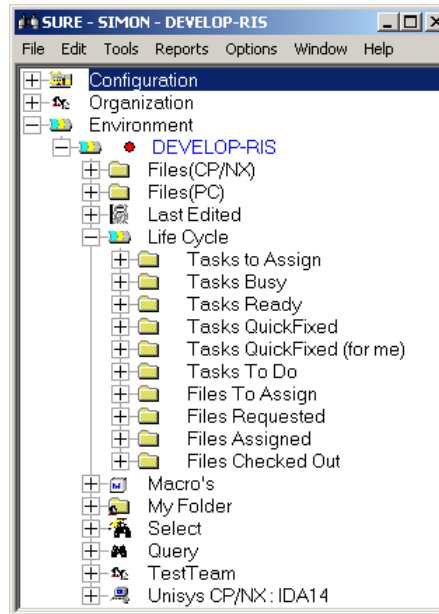 SURE - SIMON - DEVELOP-RIS
File Edit Tools Reports Options Window Help
Configuration
Organization
Environment
DEVELOP-RIS
Files(CP/NX)
Files(PC)
Last Edited
Life Cycle
Tasks to Assign
Tasks Busy
Tasks Ready
Tasks QuickFixed
Tasks QuickFixed (for me)
Tasks To Do
Files To Assign
Files Requested
Files Assigned
Files Checked Out
Macro's
My Folder
Select
Query
TestTeam
Unisys CP/NX : IDA14